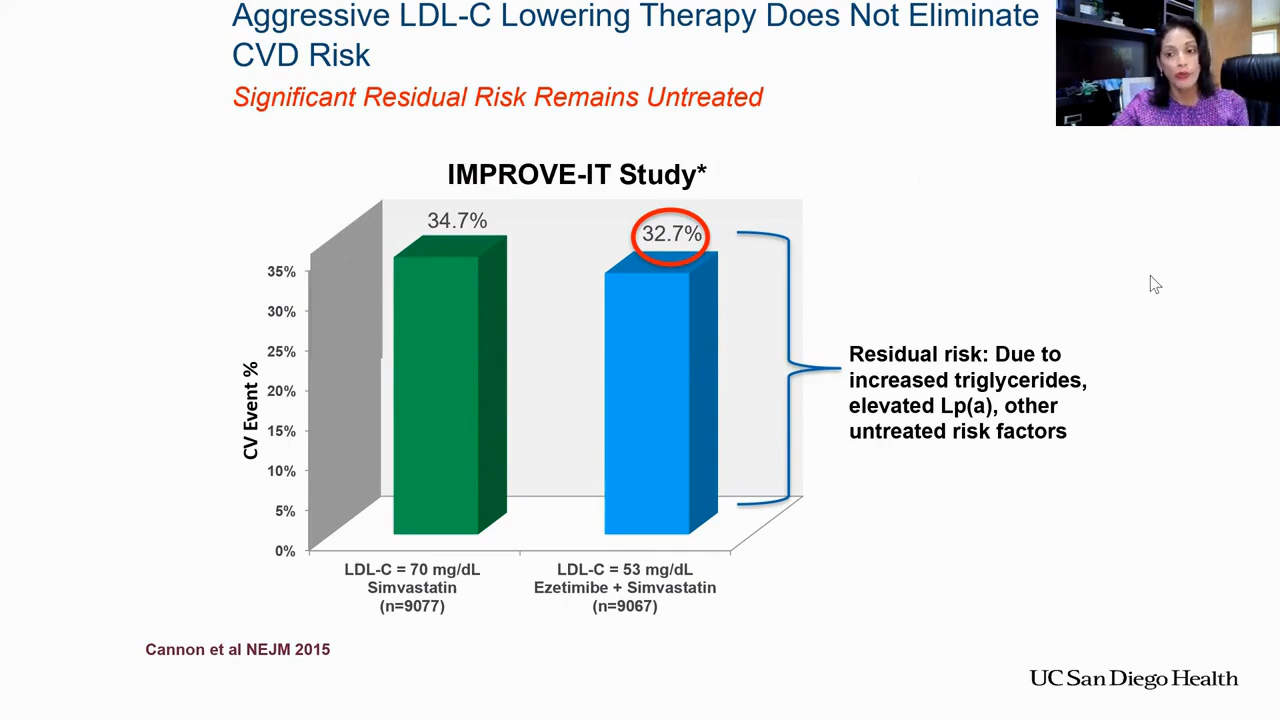 Aggressive LDL-C Lowering Therapy Does Not Eliminate
CVD Risk
Significant Residual Risk Remains Untreated
IMPROVE-IT Study*
34.7%
32.7%
35%
30%
25%
20%
15%
10%
5%
0%
CV Event %
Residual risk: Due to
increased triglycerides,
elevated Lp(a), other
untreated risk factors
LDL-C = 70 mg/dL
Simvastatin
(n=9077)
LDL-C = 53 mg/dL
Ezetimibe + Simvastatin
(n=9067)
Cannon et al NEJM 2015
UC San Diego Health